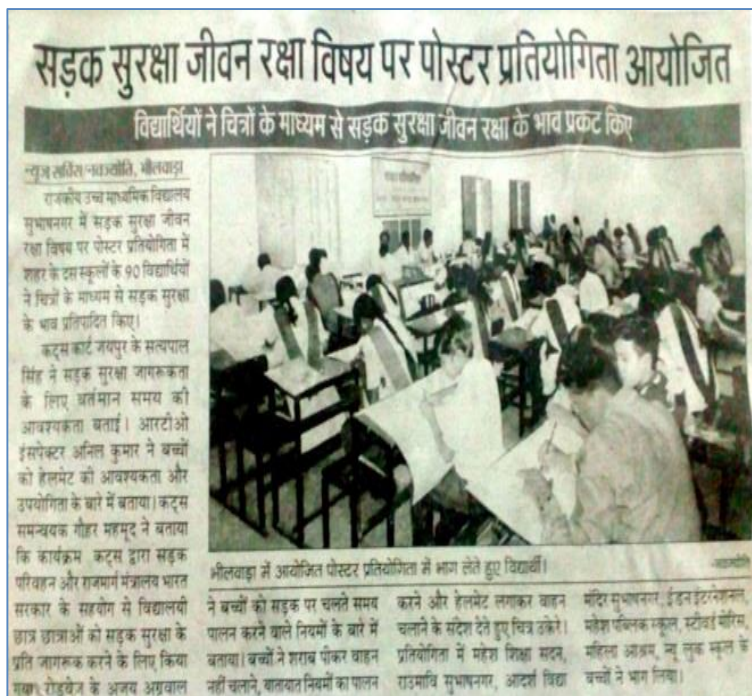 सड़क सुरक्षा जीवन रक्षा विषय पर पोस्टर प्रतियोगिता आयोजित
विद्यार्थियों ने चित्रों के माध्यम से सड़क सुरक्षा जीवन रक्षा के भाव प्रकट किए
न्यूज सर्विस/नवज्योति, भीलवाड़ा
राजकीय उच्च माध्यमिक विद्यालय
सुभाषनगर में सड़क सुरक्षा जीवन
रक्षा विषय पर पोस्टर प्रतियोगिता में
शहर के दस स्कूलों के 90 विद्यार्थियों
ने चित्रों के माध्यम से सड़क सुरक्षा
के भाव प्रतिपादित किए।
कट्स कार्ट जयपुर के सत्यपाल
सिंह ने सड़क सुरक्षा जागरूकता
के लिए वर्तमान समय की
आवश्यकता बताई। आरटीओ
इंसपेक्टर अनिल कुमार ने बच्चों
को हेलमेट की आवश्यकता और
उपयोगिता के बारे में बताया। कट्स
समन्वयक गौहर महमूद ने बताया
कि कार्यक्रम कट्स द्वारा सड़क
परिवहन और राजमार्ग मंत्रालय भारत
सरकार के सहयोग से विद्यालयी
छात्र छात्राओं को सड़क सुरक्षा के
प्रति जागरूक करने के लिए किया
गया। रोडवेज के अजय अग्रवाल
भीलवाड़ा में आयोजित पोस्टर प्रतियोगिता में भाग लेते हुए विद्यार्थी।
-नवज्योति
ने बच्चों को सड़क पर चलते समय
पालन करने वाले नियमों के बारे में
बताया। बच्चों ने शराब पीकर वाहन
नहीं चलाने, यातायात नियमों का पालन
करने और हेलमेट लगाकर वाहन
चलाने के संदेश देते हुए चित्र उकेरे।
प्रतियोगिता में महेश शिक्षा सदन,
राउमावि सुभाषनगर, आदर्श विद्या
मंदिर सुभाषनगर, ईडन इंटरनेशनल,
महेश पब्लिक स्कूल, स्टीवर्ड मोरिस,
महिला आश्रम, न्यू लुक स्कूल के
बच्चों ने भाग लिया।